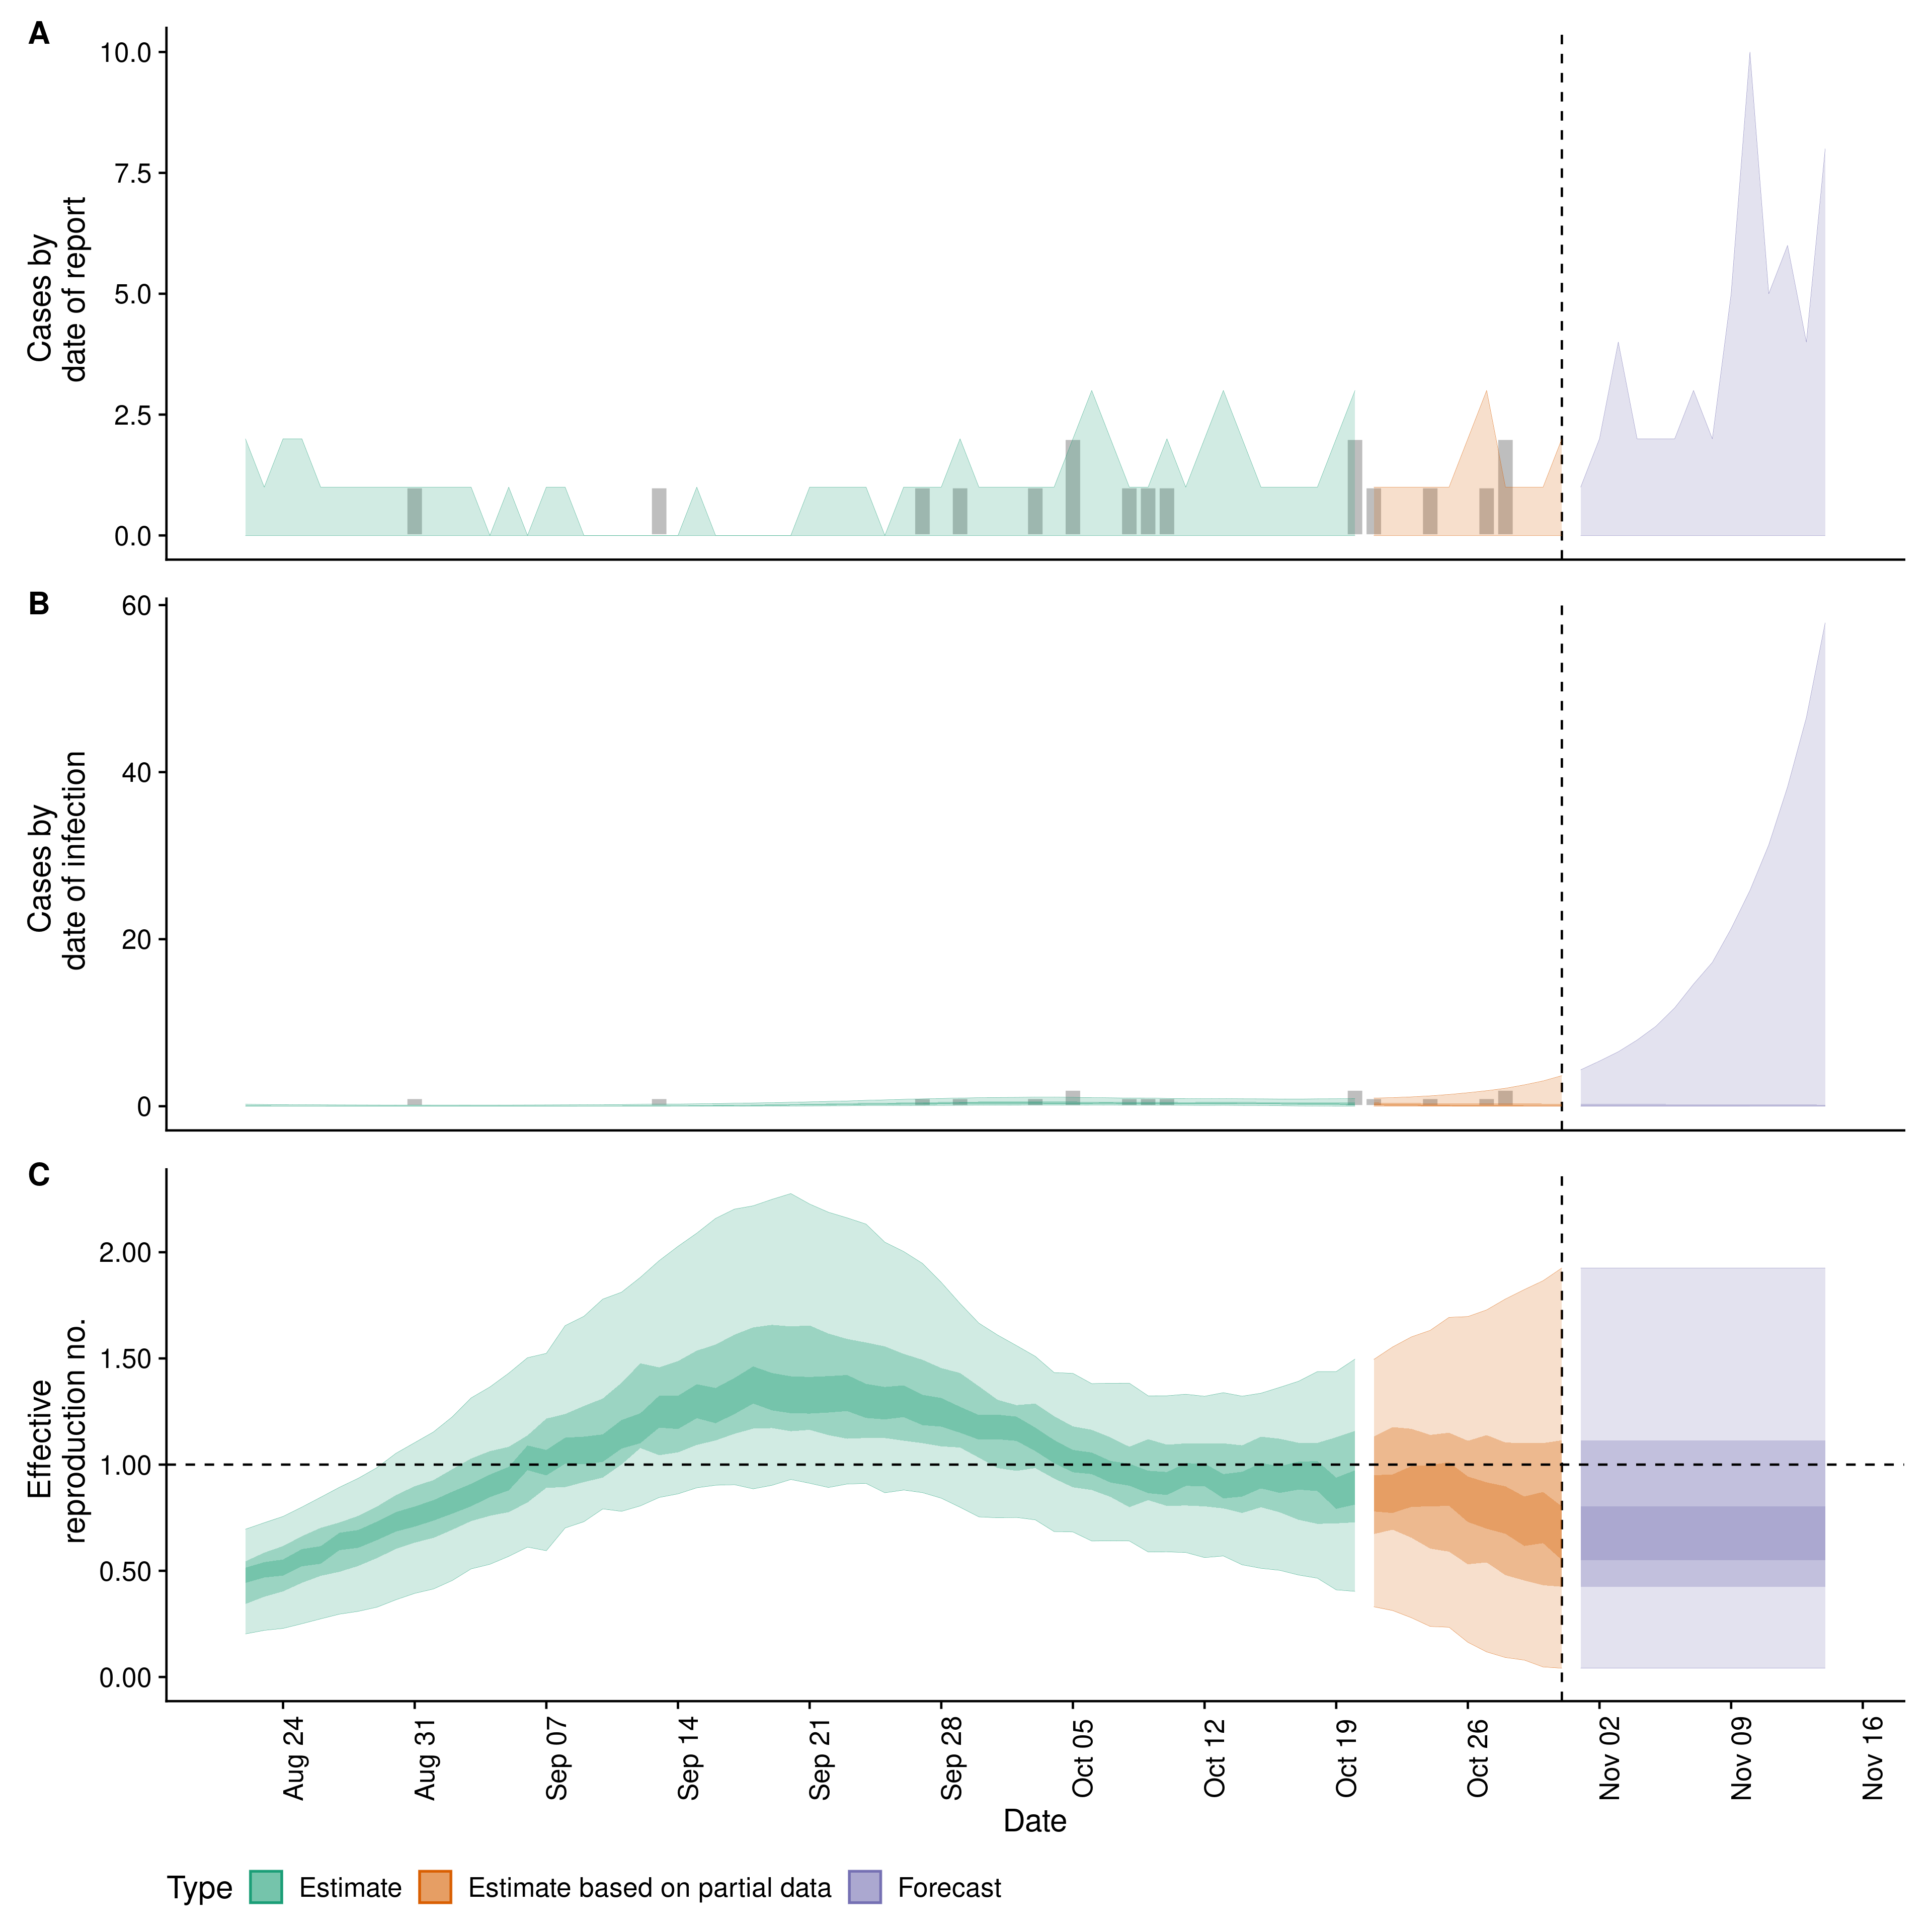 A
10.0
7.5
5.0
2.5
0.0
Cases by
date of report
B
60
40
20
0
Cases by
date of infection
C
2.00
1.50
1.00
0.50
0.00
Effective
reproduction no.
Aug 24
Aug 31
Sep 07
Sep 14
Sep 21
Sep 28
Oct 05
Oct 12
Oct 19
Oct 26
Nov 02
Nov 09
Nov 16
Date
Type Estimate Estimate based on partial data Forecast